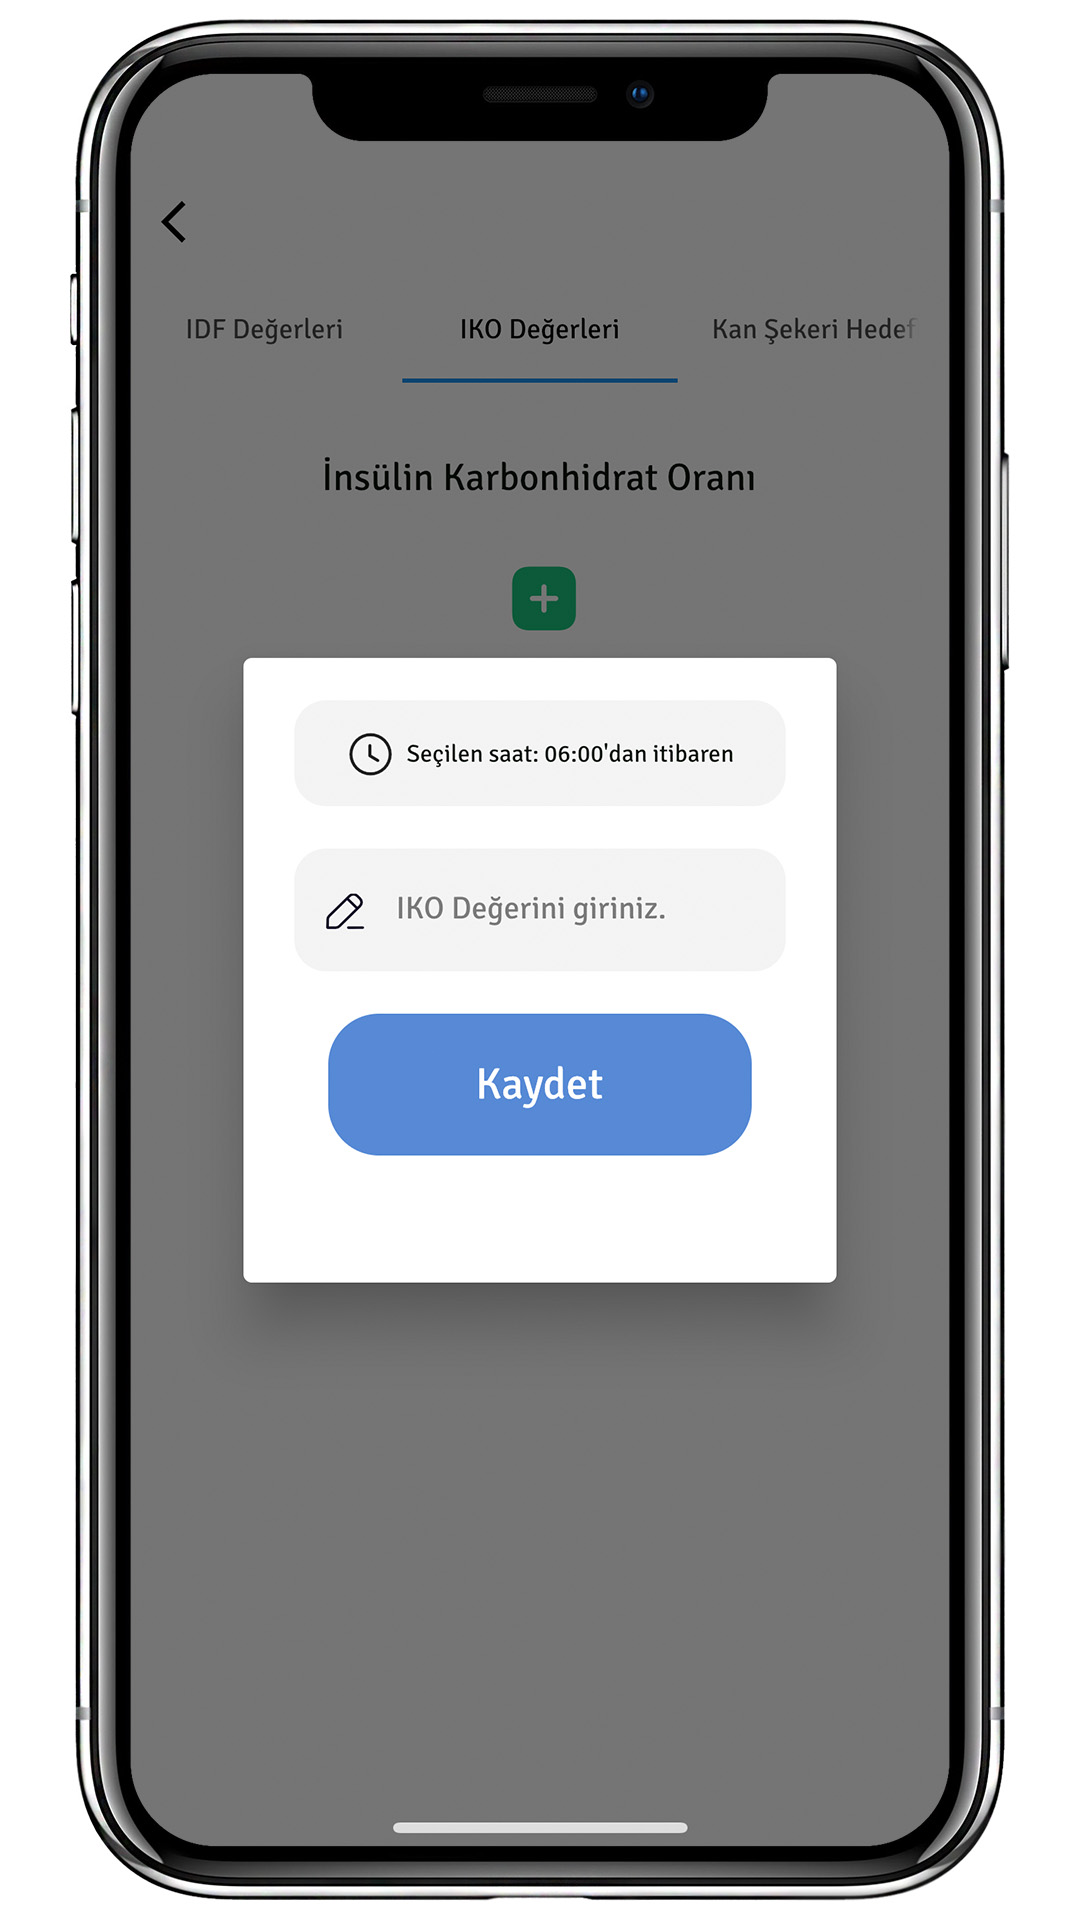 IDF Değerleri IKO Değerleri Kan Şekeri Hedef
İnsülin Karbonhidrat Oranı
Seçilen saat: 06:00'dan itibaren
IKO Değerini giriniz.
Kaydet